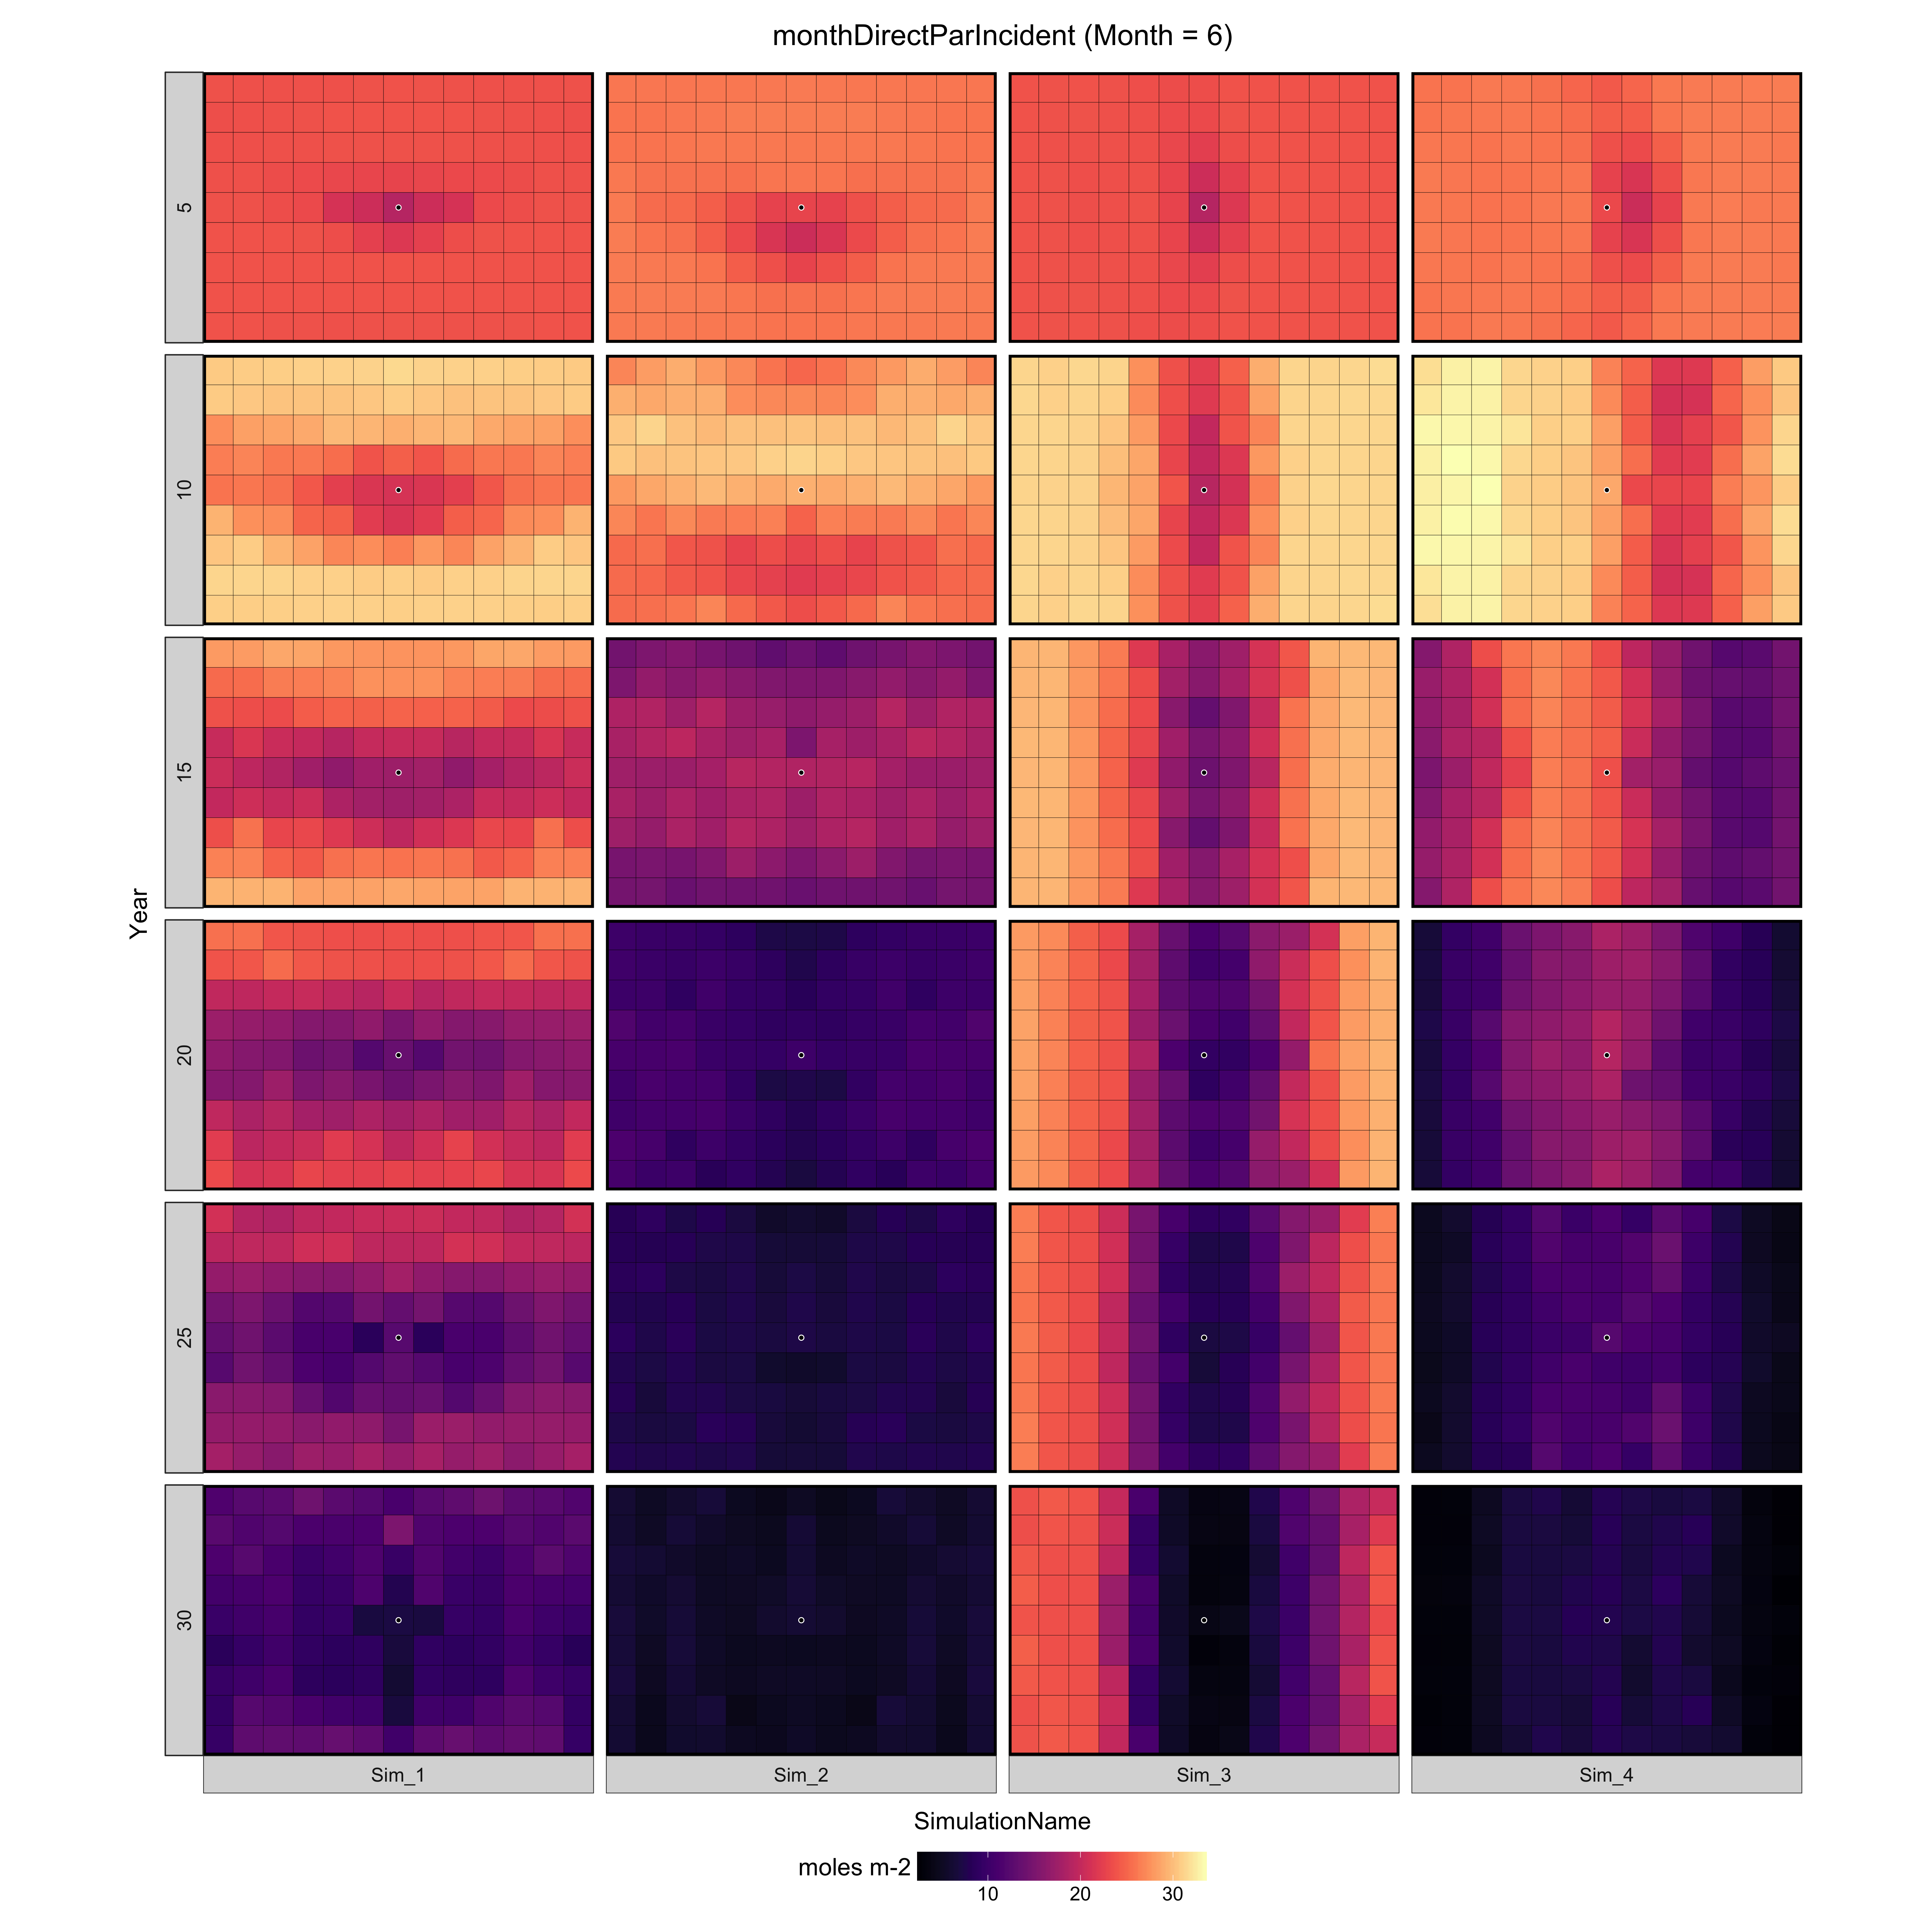 monthDirectParIncident (Month = 6)
Year
5
10
15
20
25
30
Sim_1
Sim_2
Sim_3
Sim_4
SimulationName
moles m-2
10
20
30